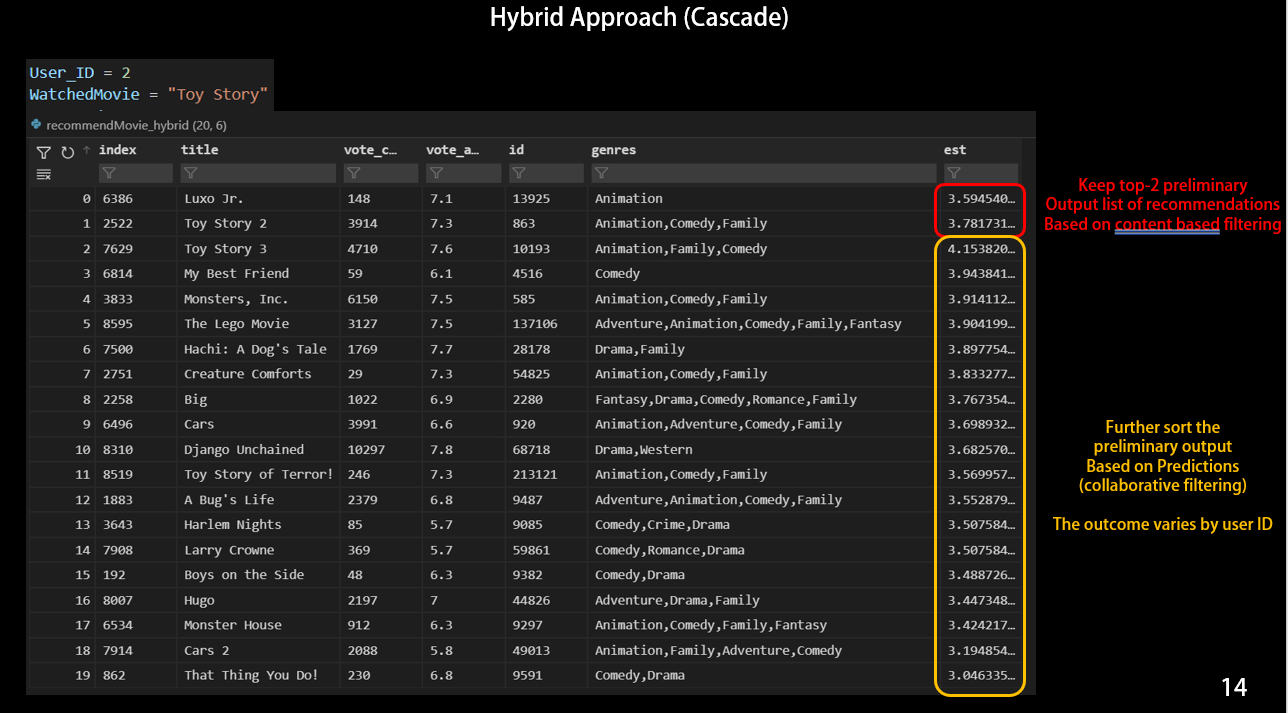 Hybrid Approach (Cascade)
User_ID = 2
WatchedMovie = "Toy Story"
recommendMovie_hybrid (20, 6)
index title vote_c… vote_a… id genres est
0 6386 Luxo Jr. 148 7.1 13925 Animation 3.594540…
1 2522 Toy Story 2 3914 7.3 863 Animation,Comedy,Family 3.781731…
2 7629 Toy Story 3 4710 7.6 10193 Animation,Family,Comedy 4.153820…
3 6814 My Best Friend 59 6.1 4516 Comedy 3.943841…
4 3833 Monsters, Inc. 6150 7.5 585 Animation,Comedy,Family 3.914112…
5 8595 The Lego Movie 3127 7.5 137106 Adventure,Animation,Comedy,Family,Fantasy 3.904199…
6 7500 Hachi: A Dog's Tale 1769 7.7 28178 Drama,Family 3.897754…
7 2751 Creature Comforts 29 7.3 54825 Animation,Comedy,Family 3.833277…
8 2258 Big 1022 6.9 2280 Fantasy,Drama,Comedy,Romance,Family 3.767354…
9 6496 Cars 3991 6.6 920 Animation,Adventure,Comedy,Family 3.698932…
10 8310 Django Unchained 10297 7.8 68718 Drama,Western 3.682570…
11 8519 Toy Story of Terror! 246 7.3 213121 Animation,Comedy,Family 3.569957…
12 1883 A Bug's Life 2379 6.8 9487 Adventure,Animation,Comedy,Family 3.552879…
13 3643 Harlem Nights 85 5.7 9085 Comedy,Crime,Drama 3.507584…
14 7908 Larry Crowne 369 5.7 59861 Comedy,Romance,Drama 3.507584…
15 192 Boys on the Side 48 6.3 9382 Comedy,Drama 3.488726…
16 8007 Hugo 2197 7 44826 Adventure,Drama,Family 3.447348…
17 6534 Monster House 912 6.3 9297 Animation,Comedy,Family,Fantasy 3.424217…
18 7914 Cars 2 2088 5.8 49013 Animation,Family,Adventure,Comedy 3.194854…
19 862 That Thing You Do! 230 6.8 9591 Comedy,Drama 3.046335…
Keep top-2 preliminary
Output list of recommendations
Based on content based filtering
Further sort the
preliminary output
Based on Predictions
(collaborative filtering)
The outcome varies by user ID
14